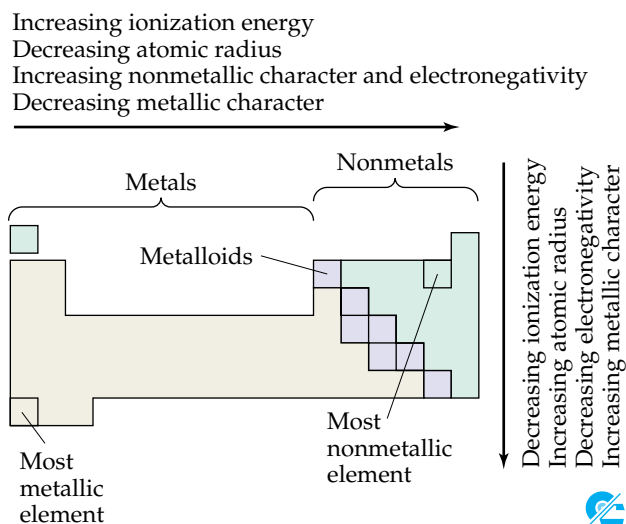 Increasing ionization energy
Decreasing atomic radius
Increasing nonmetallic character and electronegativity
Decreasing metallic character
Nonmetals
Metals
Metalloids
Most
nonmetallic
element
Most
metallic
element
Decreasing ionization energy
Increasing atomic radius
Decreasing electronegativity
Increasing metallic character